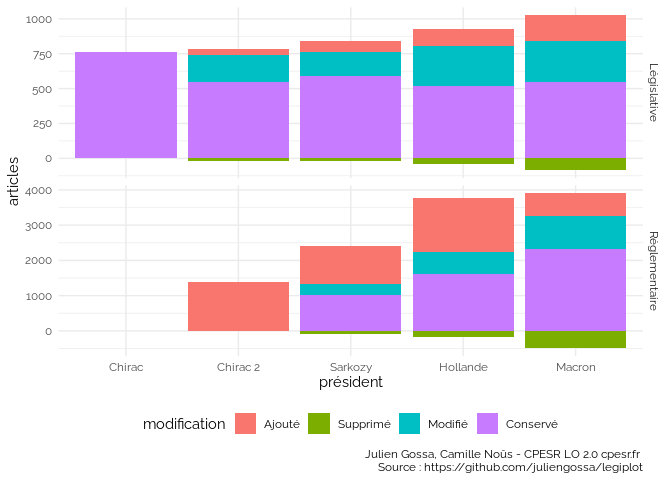 1000
750
500
250
0
Législative
articles
4000
3000
2000
1000
0
Réglementaire
Chirac
Chirac 2
Sarkozy
Hollande
Macron
président
modification
Ajouté
Supprimé
Modifié
Conservé
Julien Gossa, Camille Noûs - CPESR LO 2.0 cpesr.fr
Source : https://github.com/juliengossa/legiplot